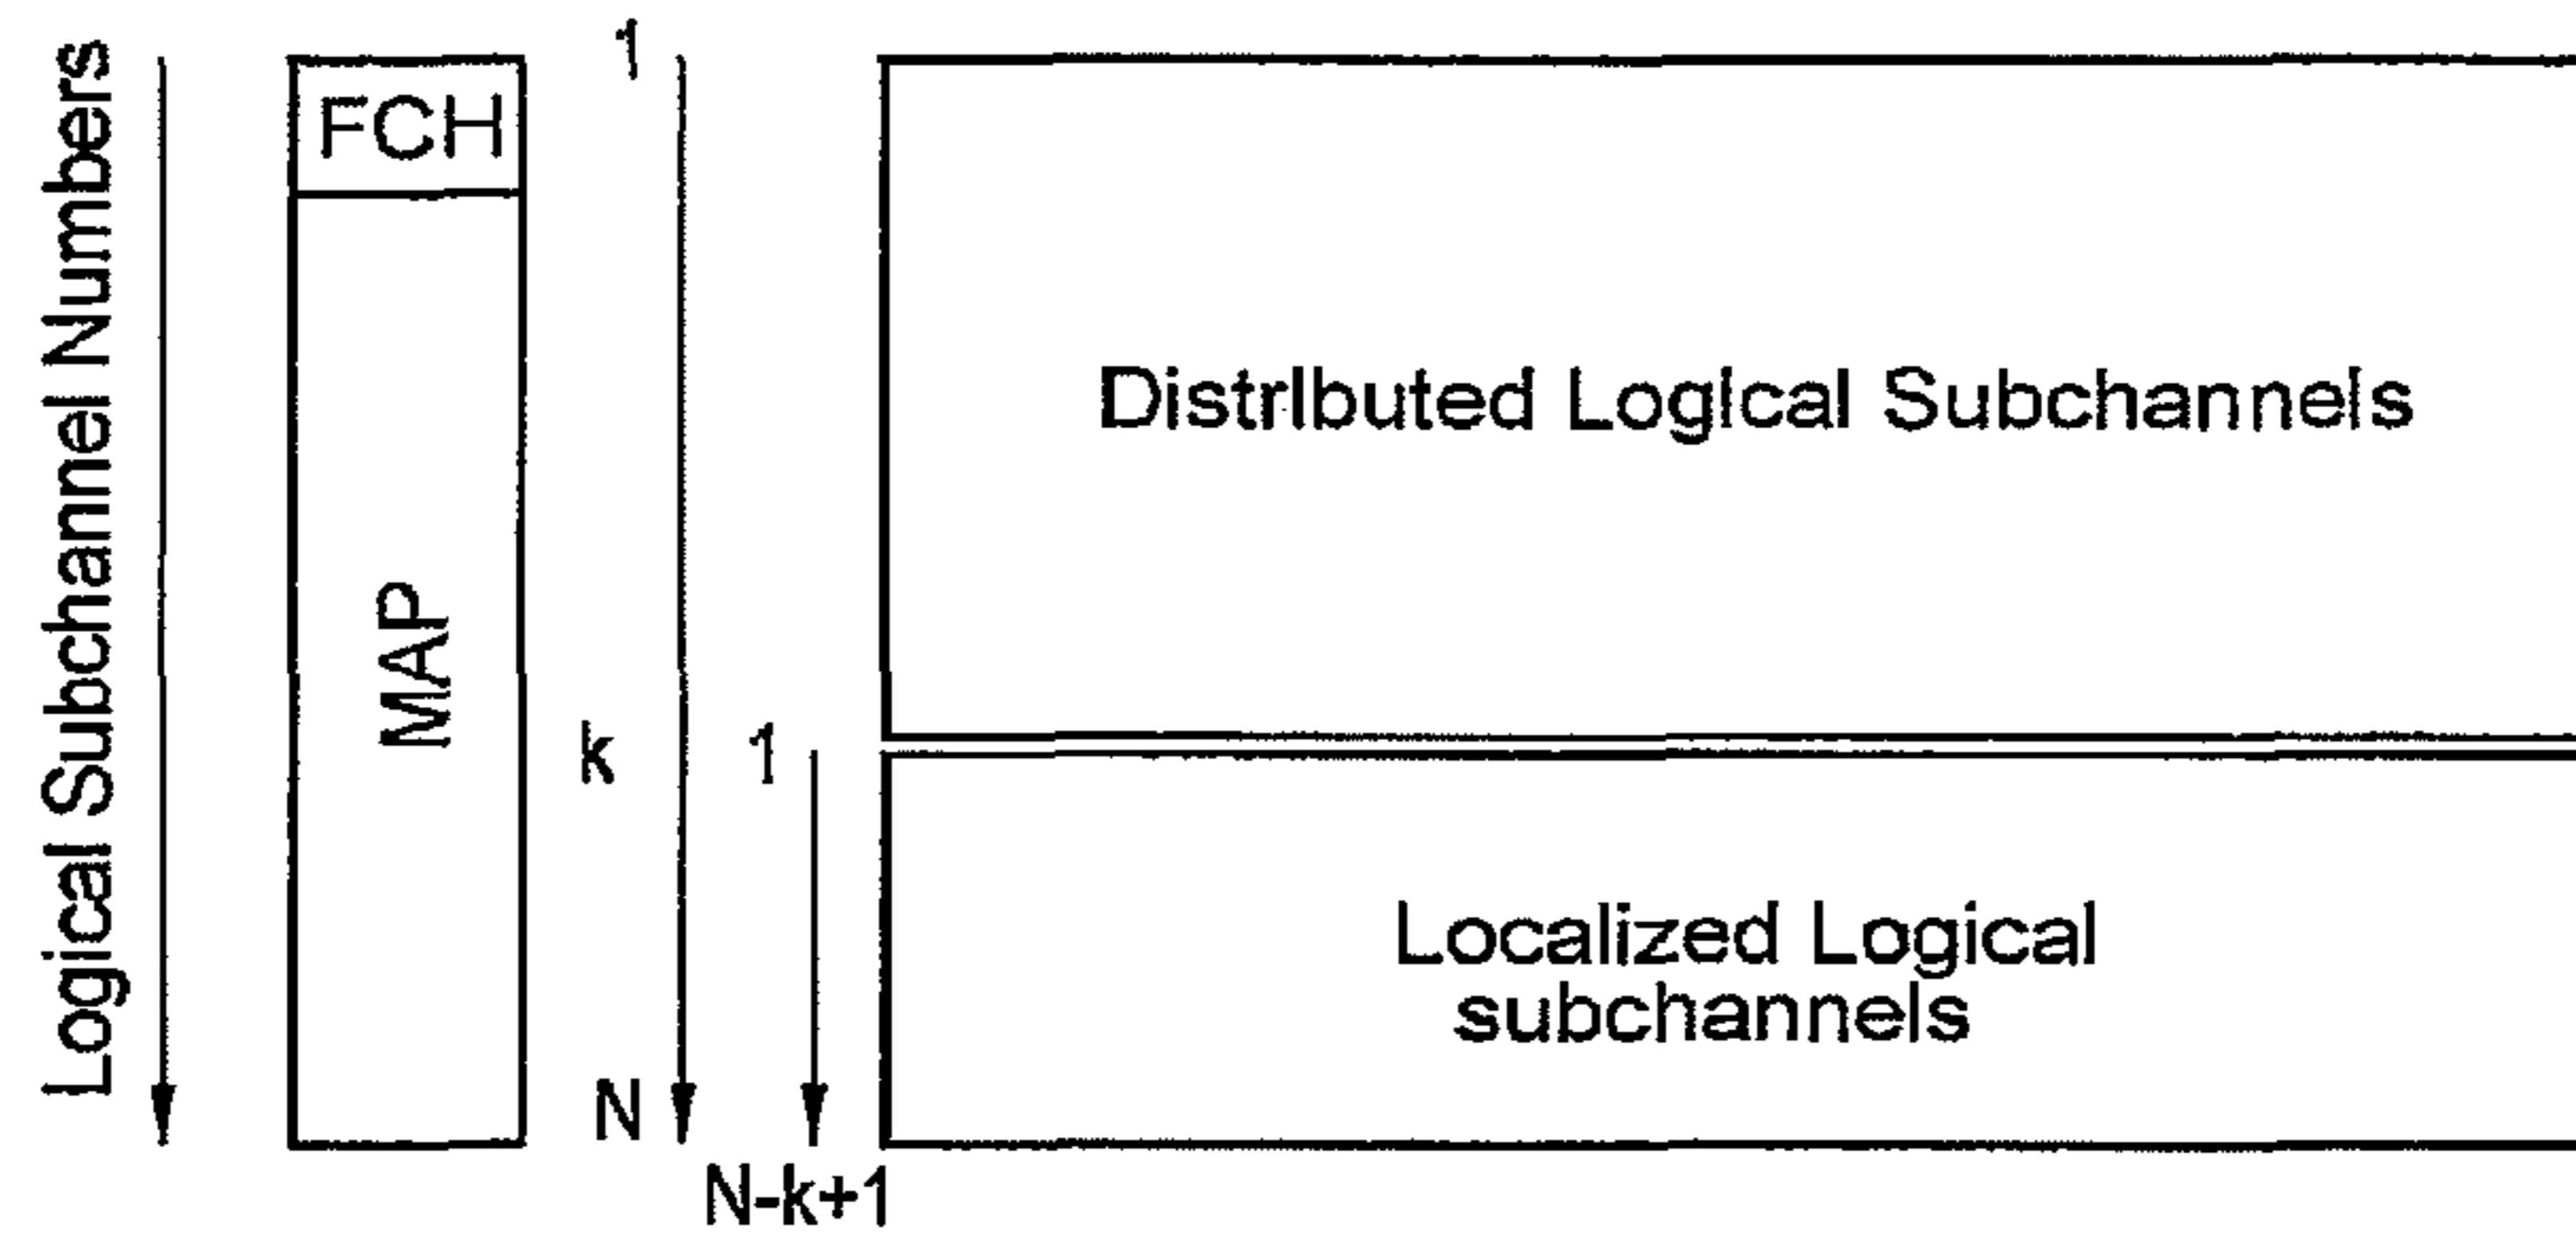 Logical Subchannel Numbers
FCH
MAP
1
k
1
N
N-k+1
Distributed Logical Subchannels
Localized Logical
subchannels